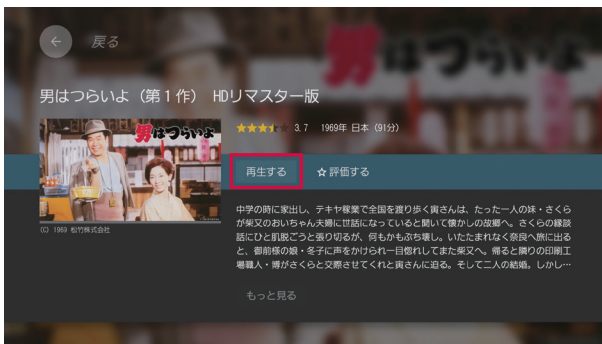 戻る
男はつらいよ
男はつらいよ（第１作） HDリマスター版
男はつらいよ
3.7 1969年 日本（91分）
再生する ☆評価する
(C) 1969 松竹株式会社
中学の時に家出し、テキヤ稼業で全国を渡り歩く寅さんは、たった一人の妹・さくら
が柴又のおいちゃん夫婦に世話になっていると聞いて懐かしの故郷へ。さくらの縁談
話にひと肌脱ごうと張り切るが、何もかもぶち壊し。いたたまれなく奈良へ旅に出る
と、御前様の娘・冬子に声をかけられ一目惚れしてまた柴又へ。帰ると隣りの印刷工
場職人・博がさくらと交際させてくれと寅さんに迫る。そして二人の結婚。しかし…
もっと見る